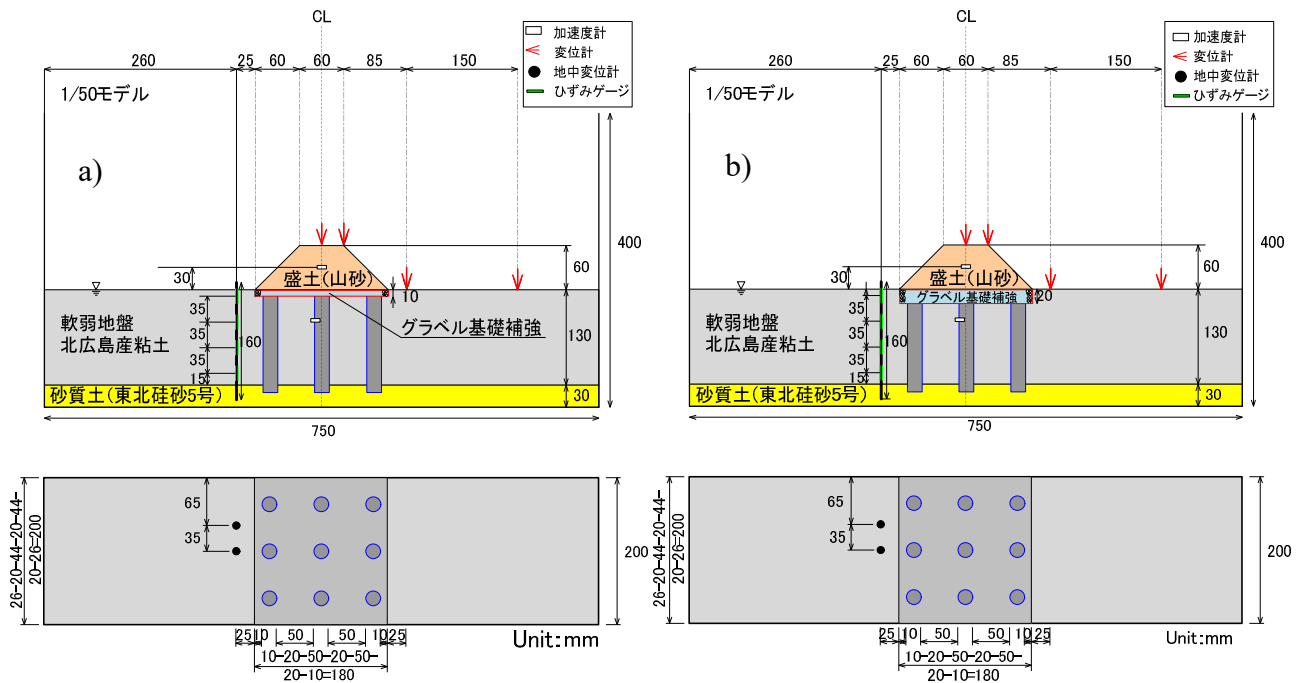 CL
加速度計
変位計
地中変位計
ひずみゲージ
260
25
60
60
85
150
1/50モデル
a)
400
60
30
盛土(山砂)
10
グラベル基礎補強
軟弱地盤
北広島産粘土
35
35
35
15
160
130
砂質土(東北硅砂5号)
30
750
65
35
26-20-44-20-44-
20-26=200
200
25
10
50
50
10
25
10-20-50-20-50-
20-10=180
Unit:mm
CL
加速度計
変位計
地中変位計
ひずみゲージ
260
25
60
60
85
150
1/50モデル
b)
400
60
30
盛土(山砂)
グラベル基礎補強
20
軟弱地盤
北広島産粘土
35
35
35
15
160
130
砂質土(東北硅砂5号)
30
750
65
35
26-20-44-20-44-
20-26=200
200
25
10
50
50
10
25
10-20-50-20-50-
20-10=180
Unit:mm